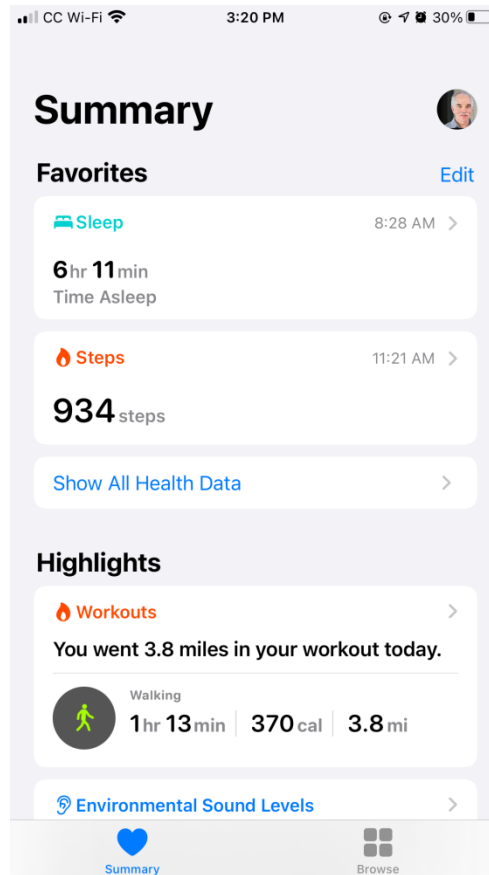 CC Wi-Fi 3:20 PM 30%
Summary
Favorites Edit
Sleep 8:28 AM
6 hr 11 min
Time Asleep
Steps 11:21 AM
934 steps
Show All Health Data
Highlights
Workouts
You went 3.8 miles in your workout today.
Walking
1 hr 13 min 370 cal 3.8 mi
Environmental Sound Levels
Summary Browse